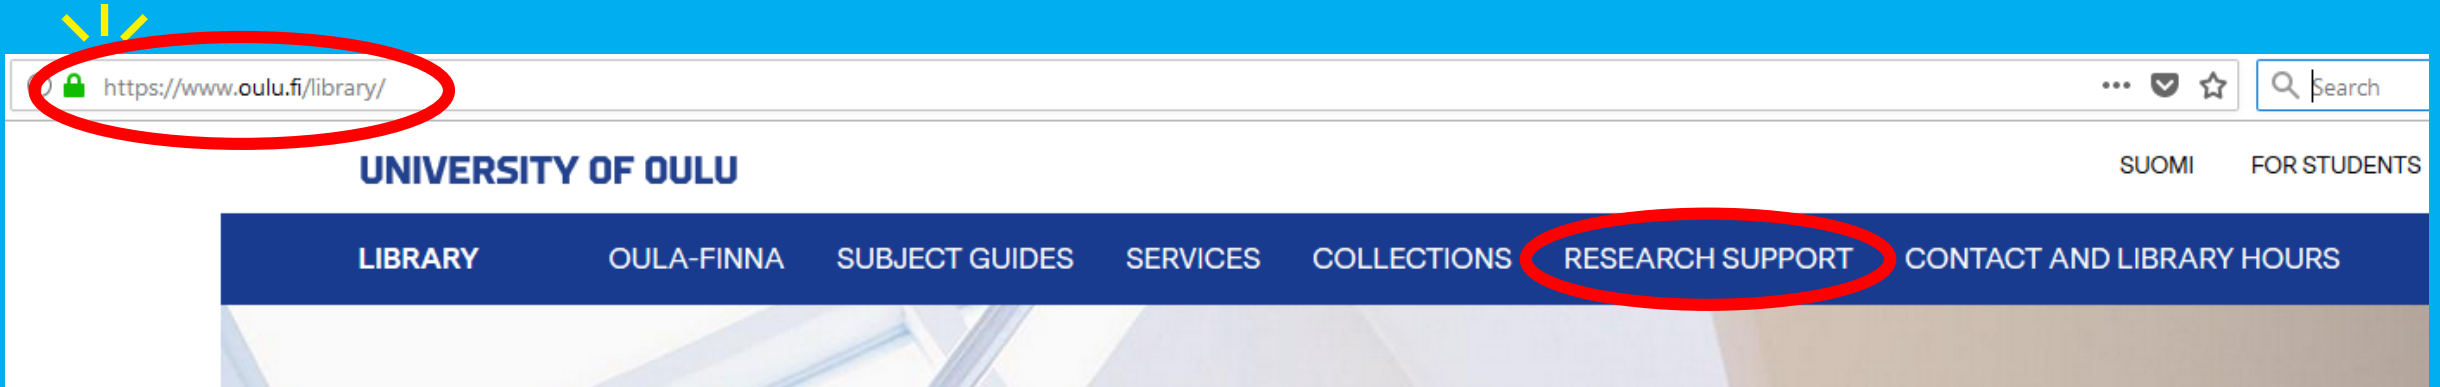 https://www.oulu.fi/library/ Search
UNIVERSITY OF OULU SUOMI FOR STUDENTS
LIBRARY OULA-FINNA SUBJECT GUIDES SERVICES COLLECTIONS RESEARCH SUPPORT CONTACT AND LIBRARY HOURS